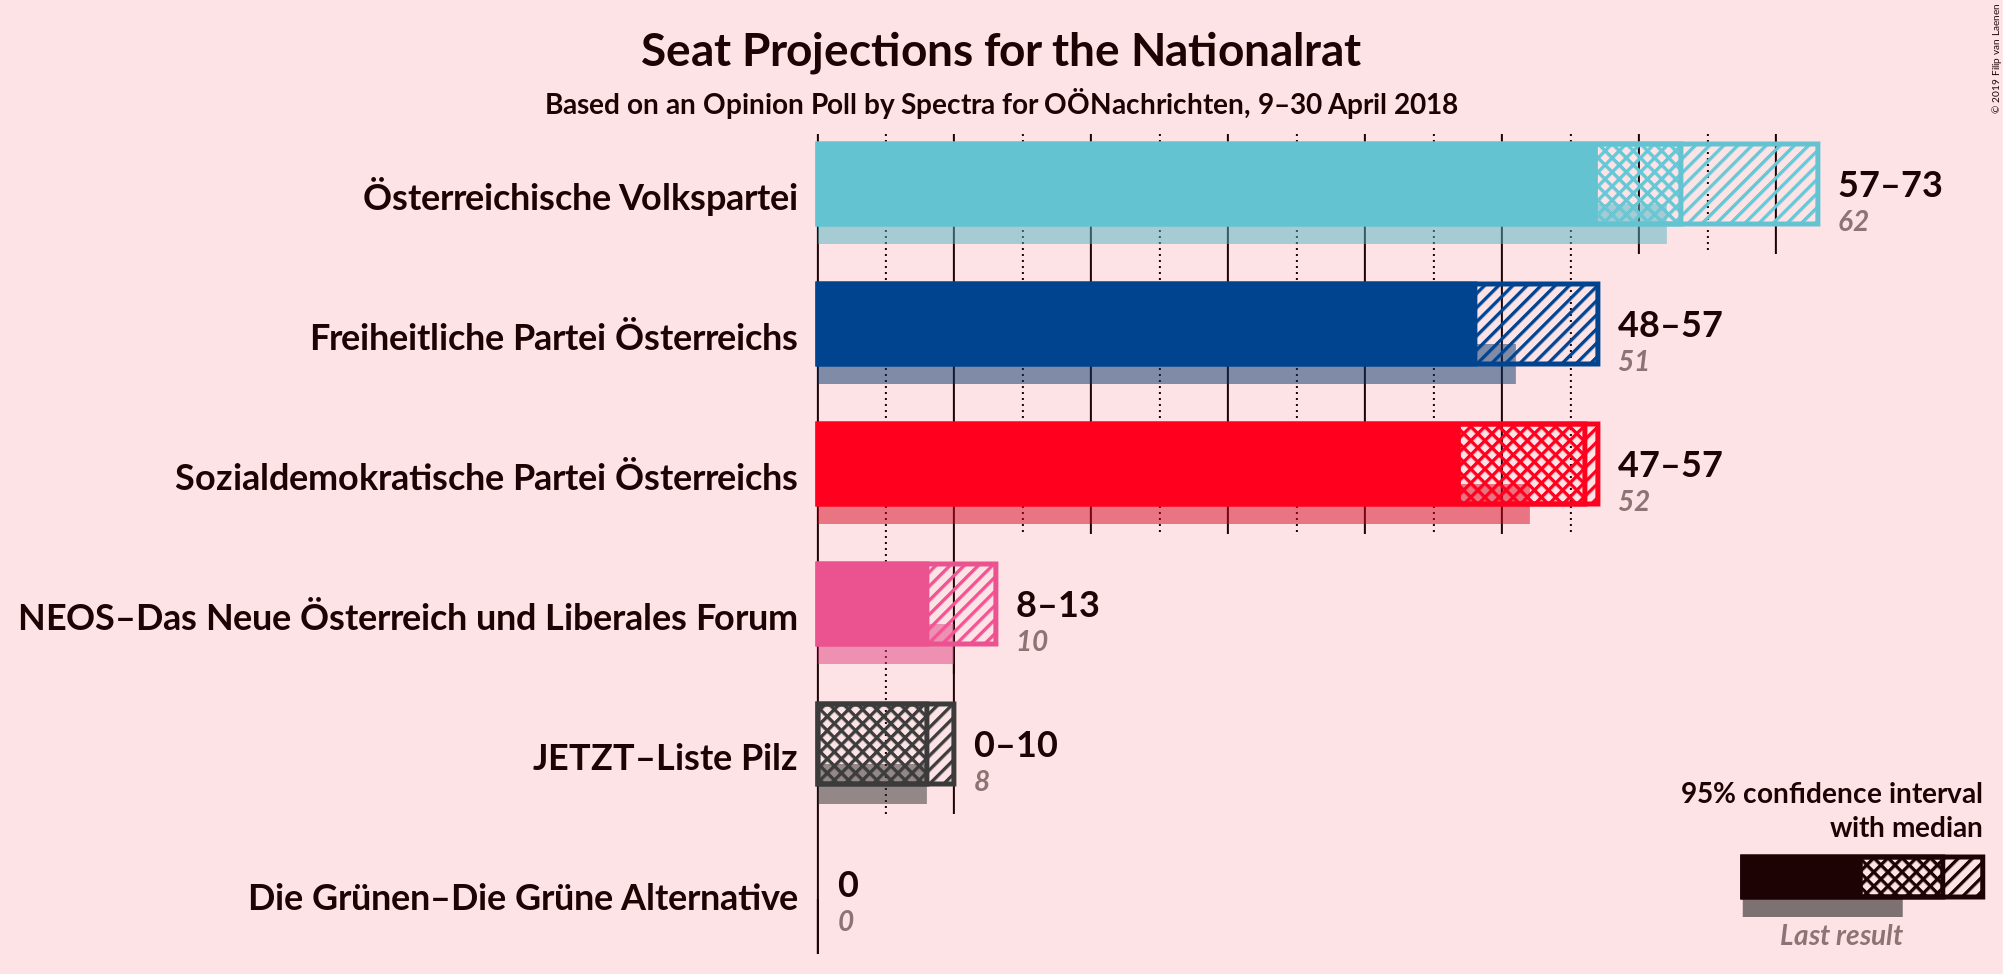 Seat Projections for the Nationalrat
Based on an Opinion Poll by Spectra for OÖNachrichten, 9–30 April 2018
© 2019 Filip van Laenen
Österreichische Volkspartei
57–73
62
Freiheitliche Partei Österreichs
48–57
51
Sozialdemokratische Partei Österreichs
47–57
52
NEOS–Das Neue Österreich und Liberales Forum
8–13
10
JETZT–Liste Pilz
0–10
8
Die Grünen–Die Grüne Alternative
0
0
95% confidence interval
with median
Last result